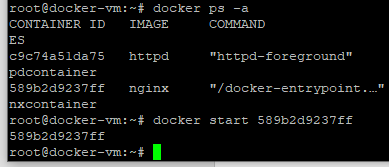 root@docker-vm:~# docker ps -a
CONTAINER ID   IMAGE     COMMAND
ES
c9c74a51da75   httpd     "httpd-foreground"
pdcontainer
589b2d9237ff   nginx     "/docker-entrypoint.…"
nxcontainer
root@docker-vm:~# docker start 589b2d9237ff
589b2d9237ff
root@docker-vm:~#